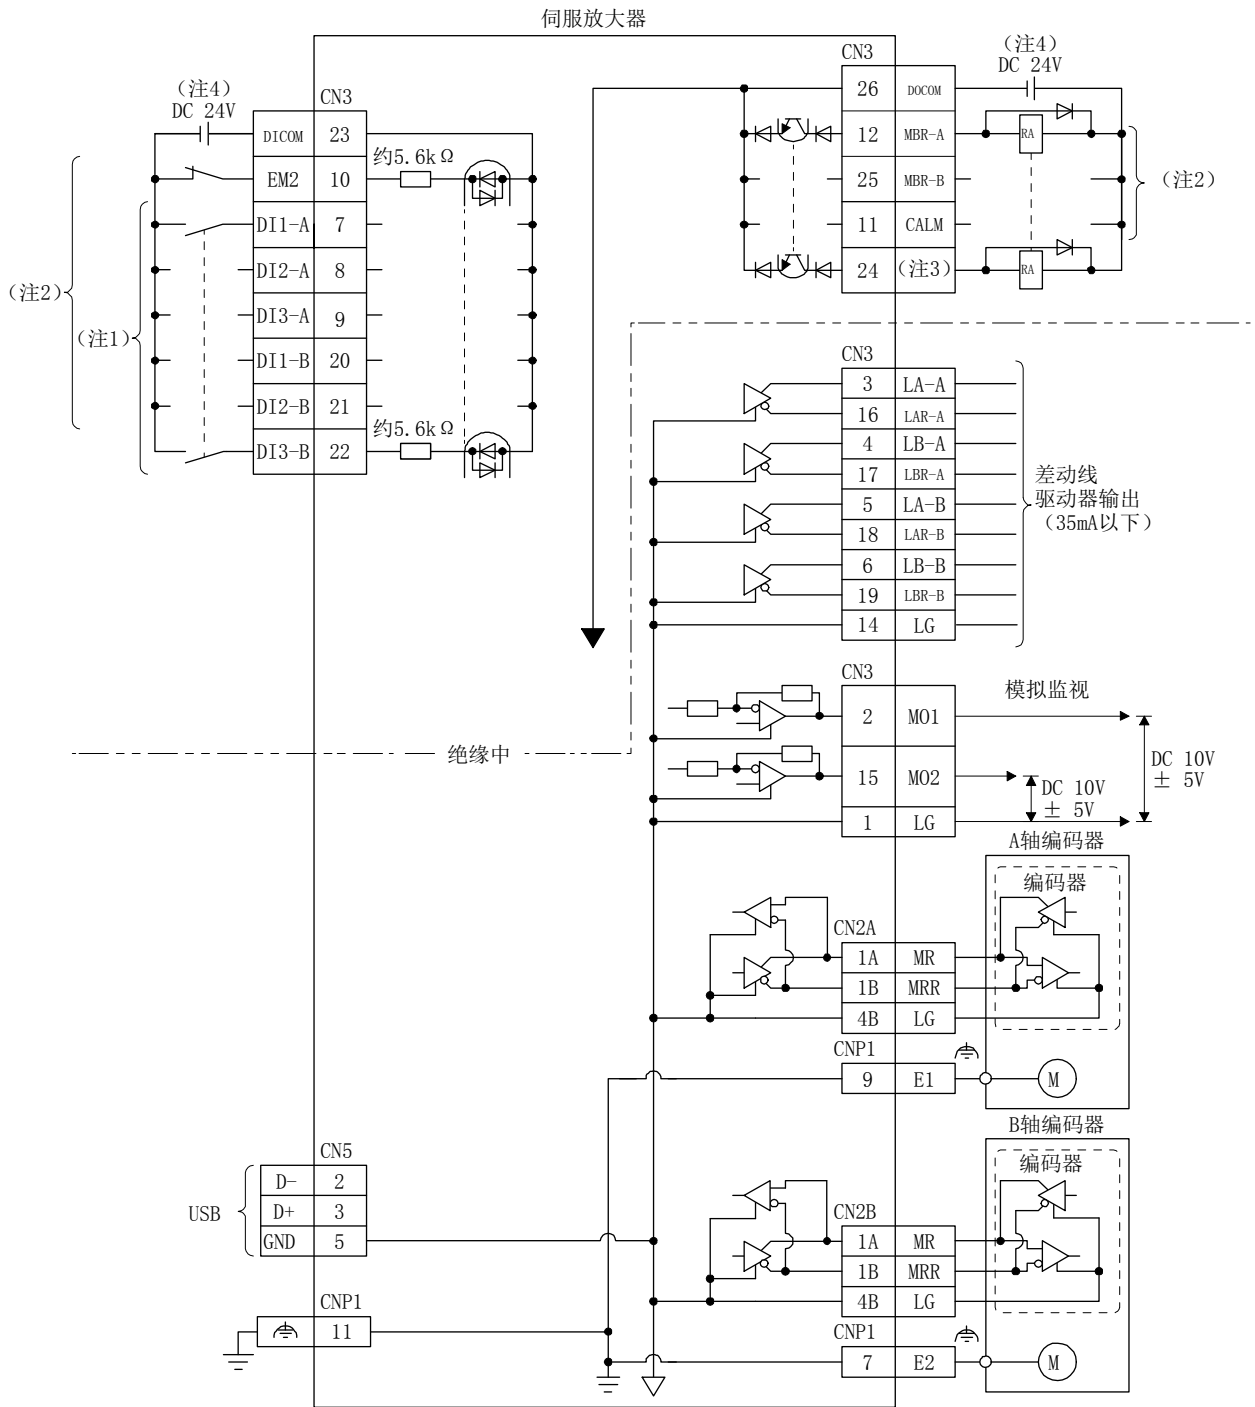 伺服放大器
(注4)
DC 24V
CN3
DICOM 23
EM2 10 约5.6kΩ
DI1-A 7
DI2-A 8
DI3-A 9
DI1-B 20
DI2-B 21
DI3-B 22 约5.6kΩ
(注2)
(注1)
CN3
(注4)
DC 24V
26 DOCOM
12 MBR-A RA
25 MBR-B
11 CALM
24 (注3) RA
(注2)
CN3
3 LA-A
16 LAR-A
4 LB-A
17 LBR-A
5 LA-B
18 LAR-B
6 LB-B
19 LBR-B
14 LG
差动线
驱动器输出
(35mA以下)
CN3
模拟监视
2 MO1
15 MO2
1 LG
DC 10V
± 5V
DC 10V
± 5V
绝缘中
A轴编码器
编码器
CN2A
1A MR
1B MRR
4B LG
CNP1
9 E1
M
B轴编码器
编码器
CN2B
1A MR
1B MRR
4B LG
CNP1
7 E2
M
CN5
USB
D- 2
D+ 3
GND 5
CNP1
11